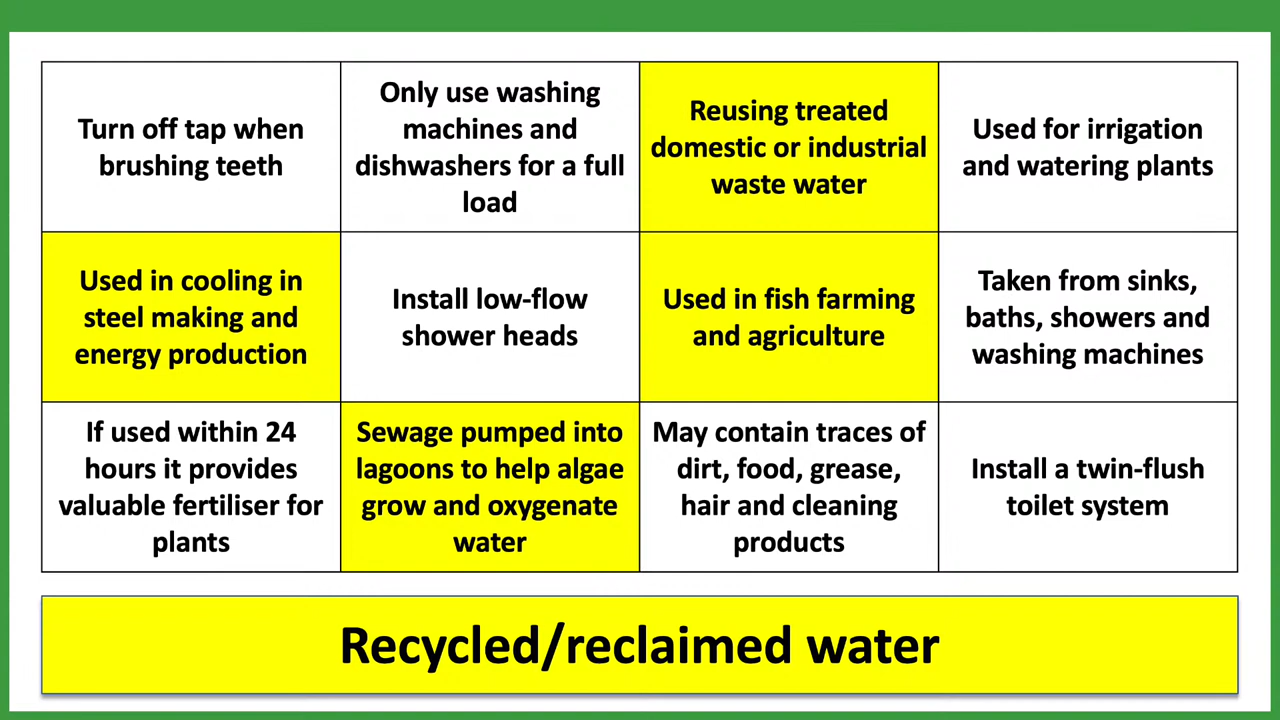 Turn off tap when
brushing teeth
Only use washing
machines and
dishwashers for a full
load
Reusing treated
domestic or industrial
waste water
Used for irrigation
and watering plants
Used in cooling in
steel making and
energy production
Install low-flow
shower heads
Used in fish farming
and agriculture
Taken from sinks,
baths, showers and
washing machines
If used within 24
hours it provides
valuable fertiliser for
plants
Sewage pumped into
lagoons to help algae
grow and oxygenate
water
May contain traces of
dirt, food, grease,
hair and cleaning
products
Install a twin-flush
toilet system
Recycled/reclaimed water